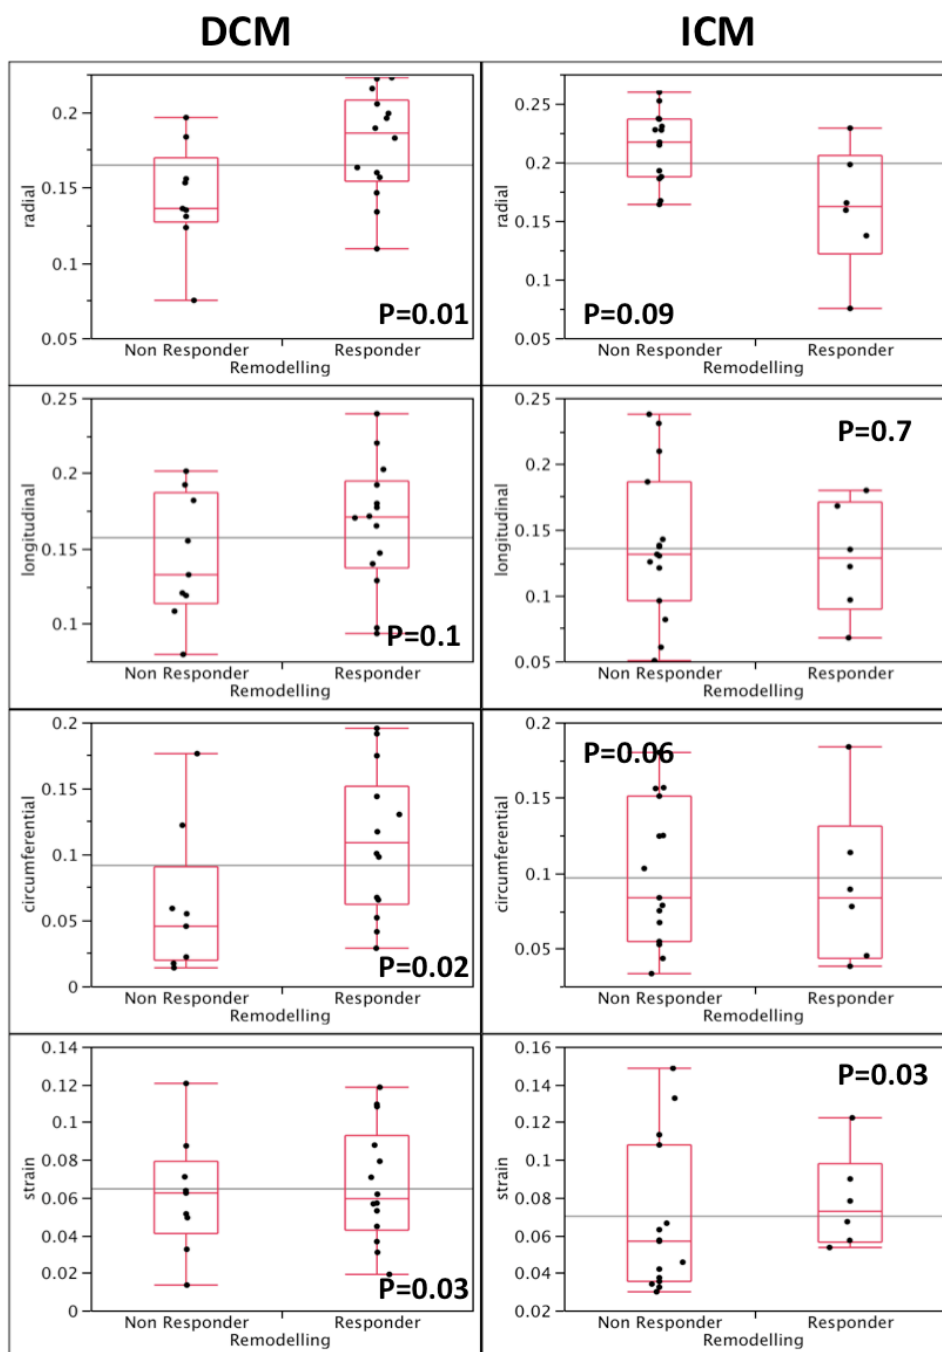 DCM
ICM
radial
0.2
0.15
0.1
0.05
P=0.01
Non Responder
Responder
Remodelling
radial
0.25
0.2
0.15
0.1
0.05
P=0.09
Non Responder
Responder
Remodelling
longitudinal
0.25
0.2
0.15
0.1
P=0.1
Non Responder
Responder
Remodelling
longitudinal
0.25
0.2
0.15
0.1
0.05
P=0.7
Non Responder
Responder
Remodelling
circumferential
0.2
0.15
0.1
0.05
0
P=0.02
Non Responder
Responder
Remodelling
circumferential
0.2
0.15
0.1
0.05
P=0.06
Non Responder
Responder
Remodelling
strain
0.14
0.12
0.1
0.08
0.06
0.04
0.02
0
P=0.03
Non Responder
Responder
Remodelling
strain
0.16
0.14
0.12
0.1
0.08
0.06
0.04
0.02
P=0.03
Non Responder
Responder
Remodelling